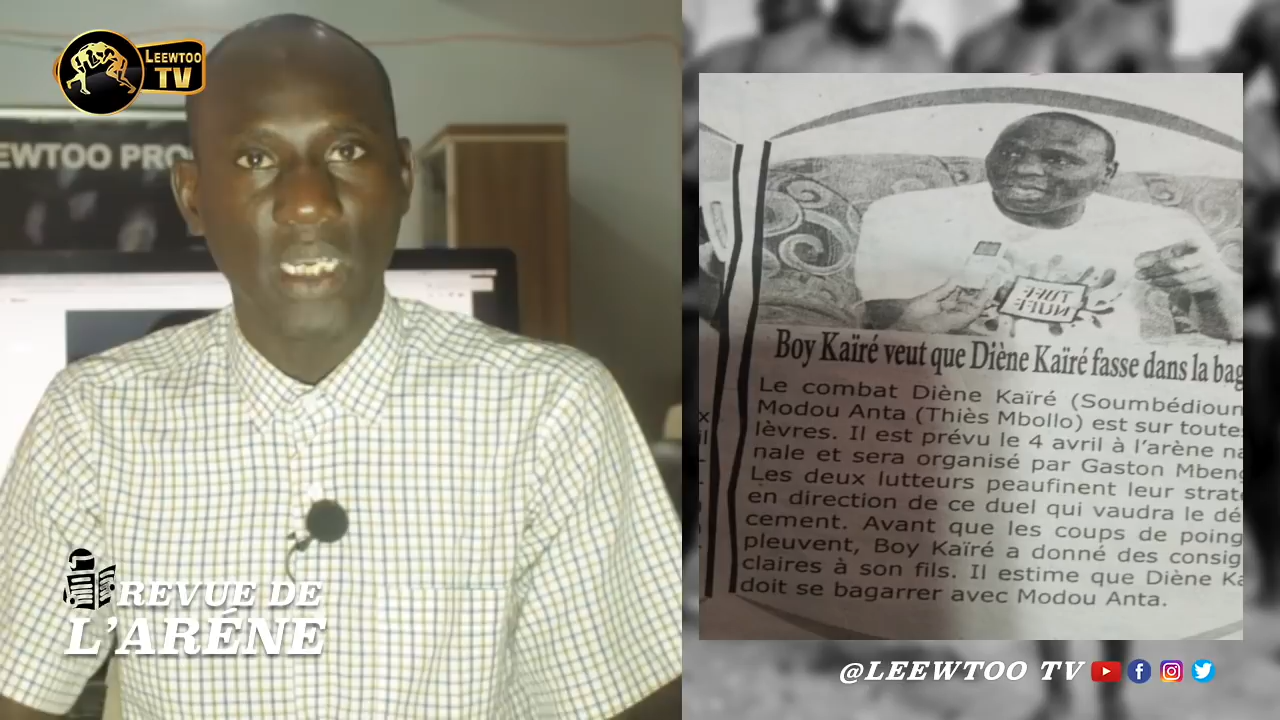 LEEWTOO
TV
EWTOO PRO
REVUE DE
L'ARÉNE
TUFF
NUFF
Boy Kaïré veut que Diène Kaïré fasse dans la bag
Le combat Diène Kaïré (Soumbédioun
Modou Anta (Thiès Mbollo) est sur toute
lèvres. Il est prévu le 4 avril à l'arène na
nale et sera organisé par Gaston Mbeng
Les deux lutteurs peaufinent leur strat
en direction de ce duel qui vaudra le dé
cement. Avant que les coups de poing
pleuvent, Boy Kaïré a donné des consig
claires à son fils. Il estime que Diène Ka
doit se bagarrer avec Modou Anta.
@LEEWTOO TV